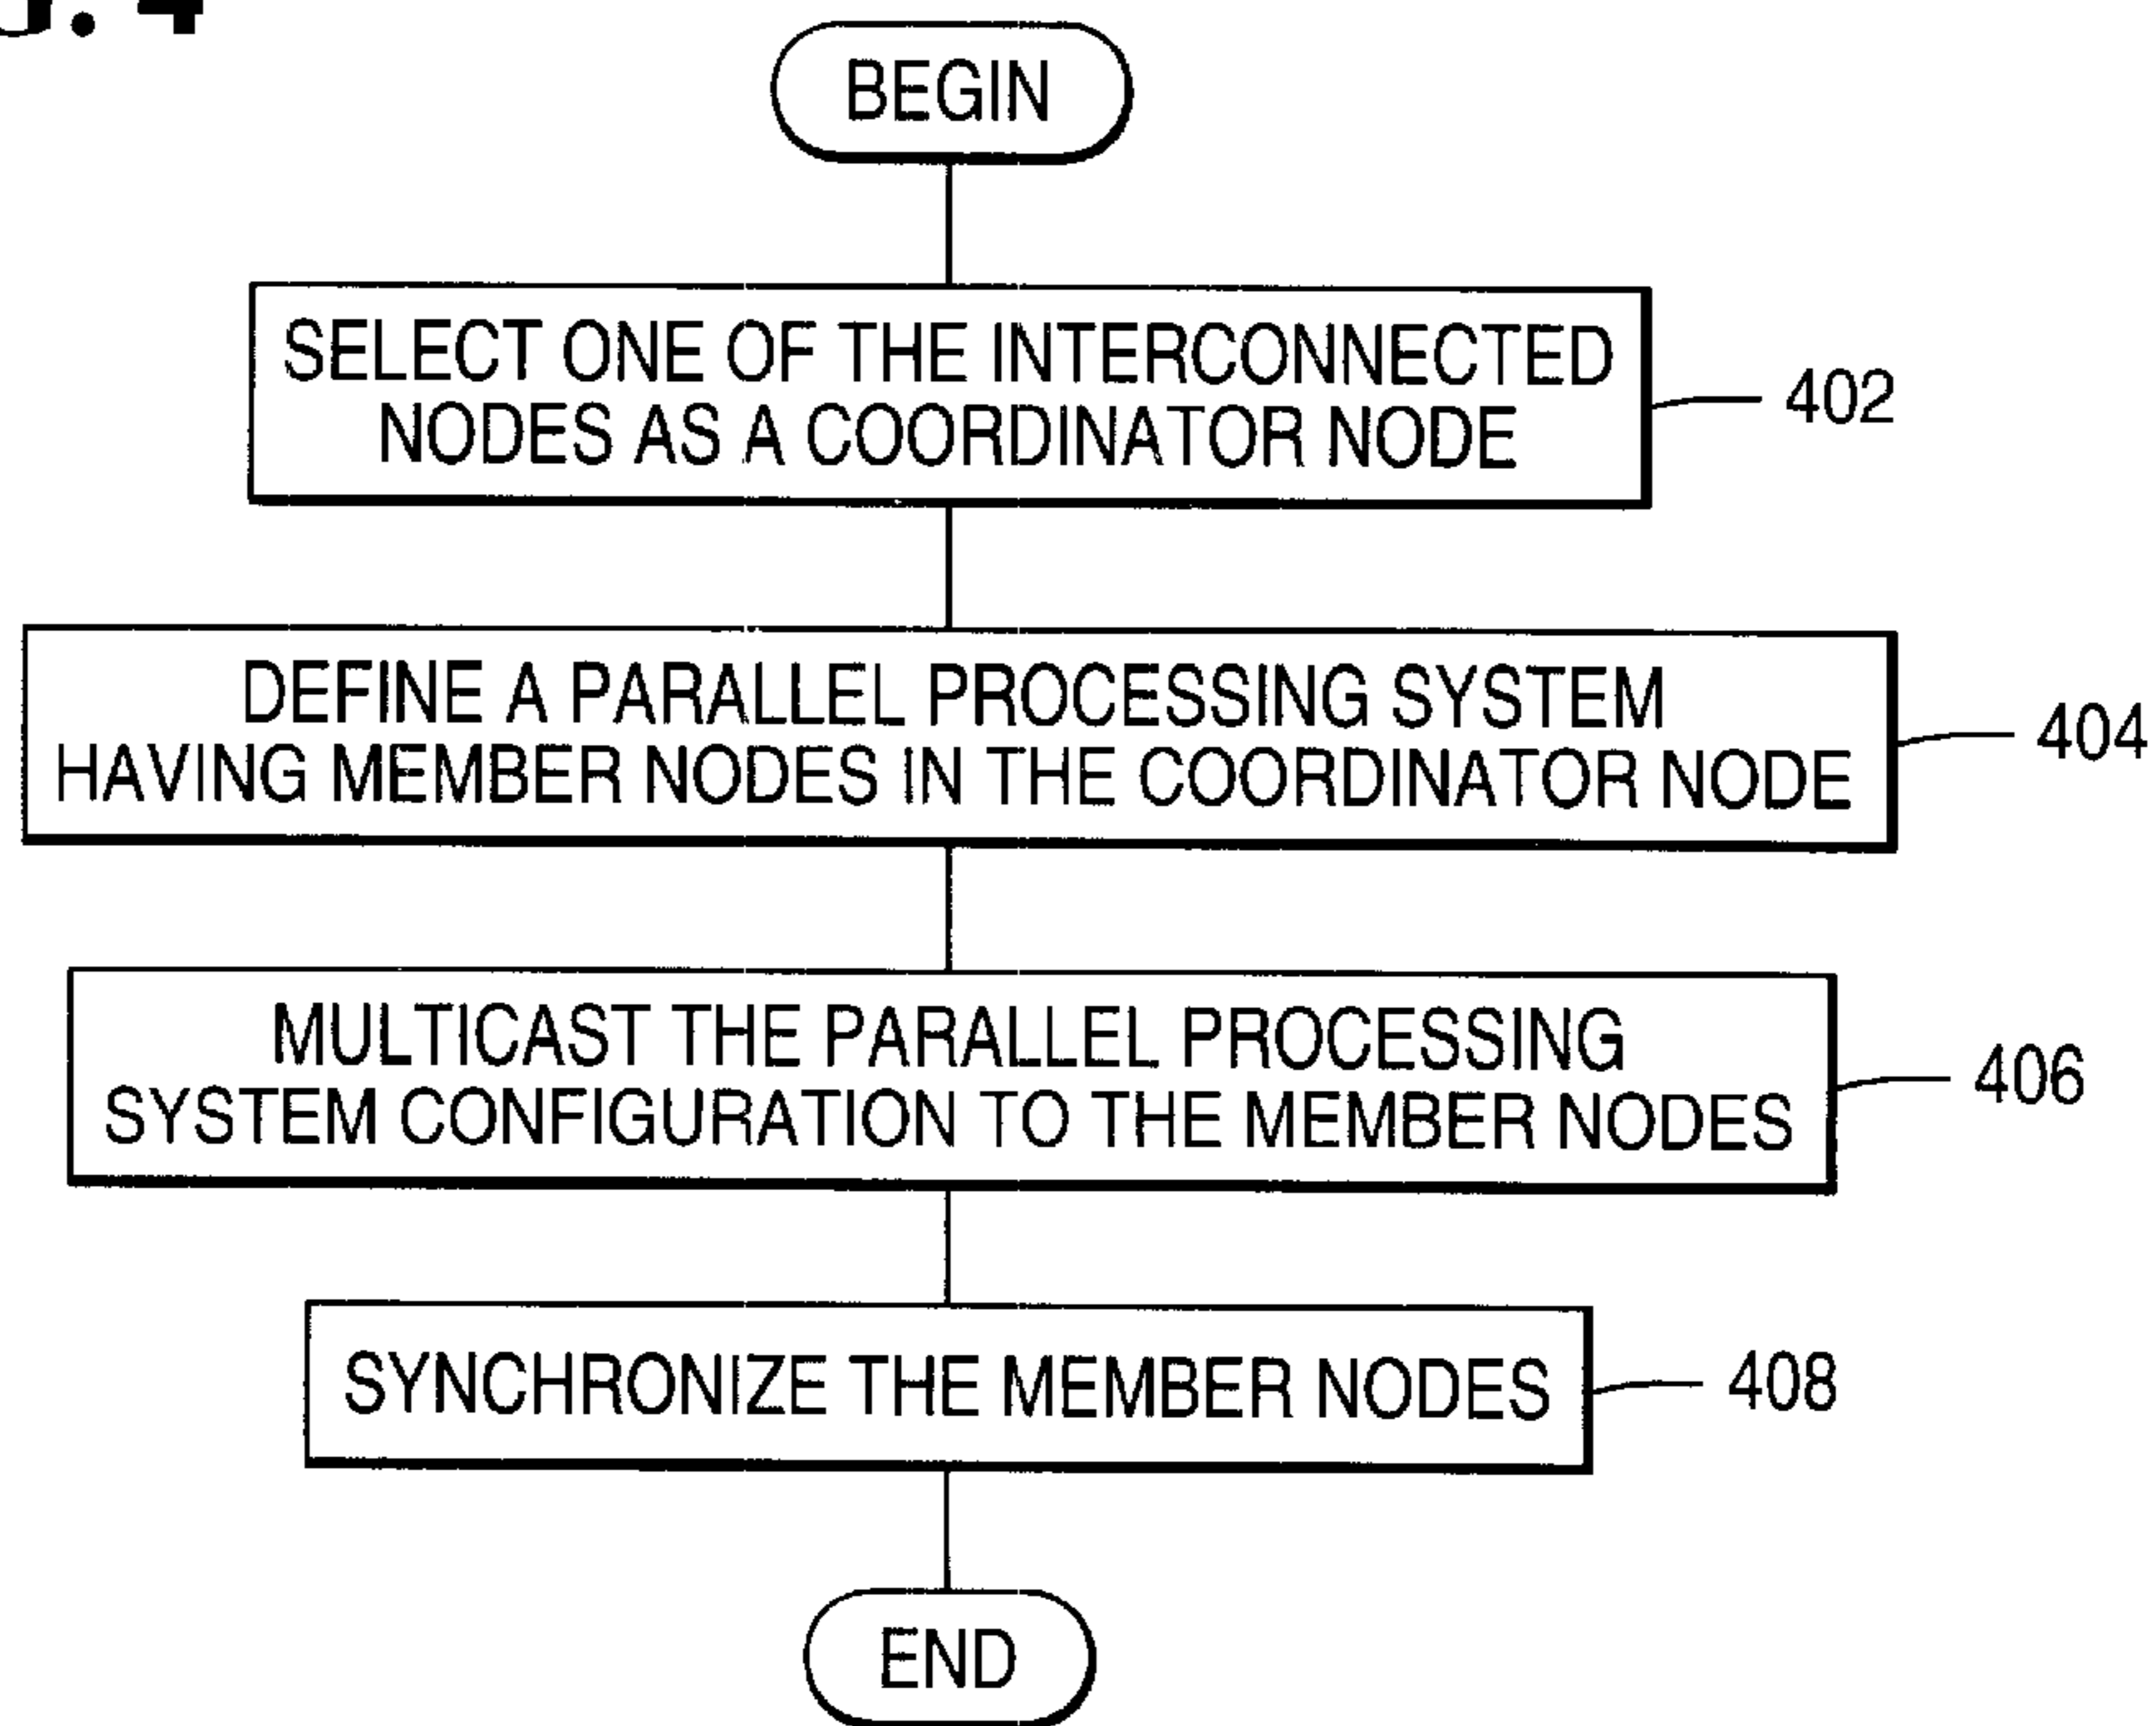 BEGIN
SELECT ONE OF THE INTERCONNECTED
NODES AS A COORDINATOR NODE
402
DEFINE A PARALLEL PROCESSING SYSTEM
HAVING MEMBER NODES IN THE COORDINATOR NODE
404
MULTICAST THE PARALLEL PROCESSING
SYSTEM CONFIGURATION TO THE MEMBER NODES
406
SYNCHRONIZE THE MEMBER NODES
408
END